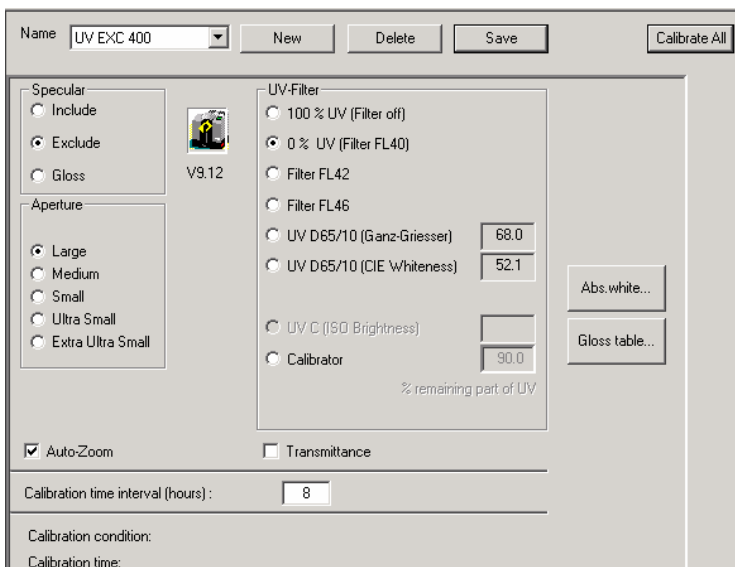 Name UV EXC 400 New Delete Save Calibrate All
Specular
Include
Exclude
Gloss
V9.12
Aperture
Large
Medium
Small
Ultra Small
Extra Ultra Small
UV-Filter
100 % UV (Filter off)
0 % UV (Filter FL40)
Filter FL42
Filter FL46
UV D65/10 (Ganz-Griesser) 68.0
UV D65/10 (CIE Whiteness) 52.1
UV C (ISO Brightness)
Calibrator 90.0
% remaining part of UV
Abs.white...
Gloss table...
Auto-Zoom Transmittance
Calibration time interval (hours) : 8
Calibration condition:
Calibration time: